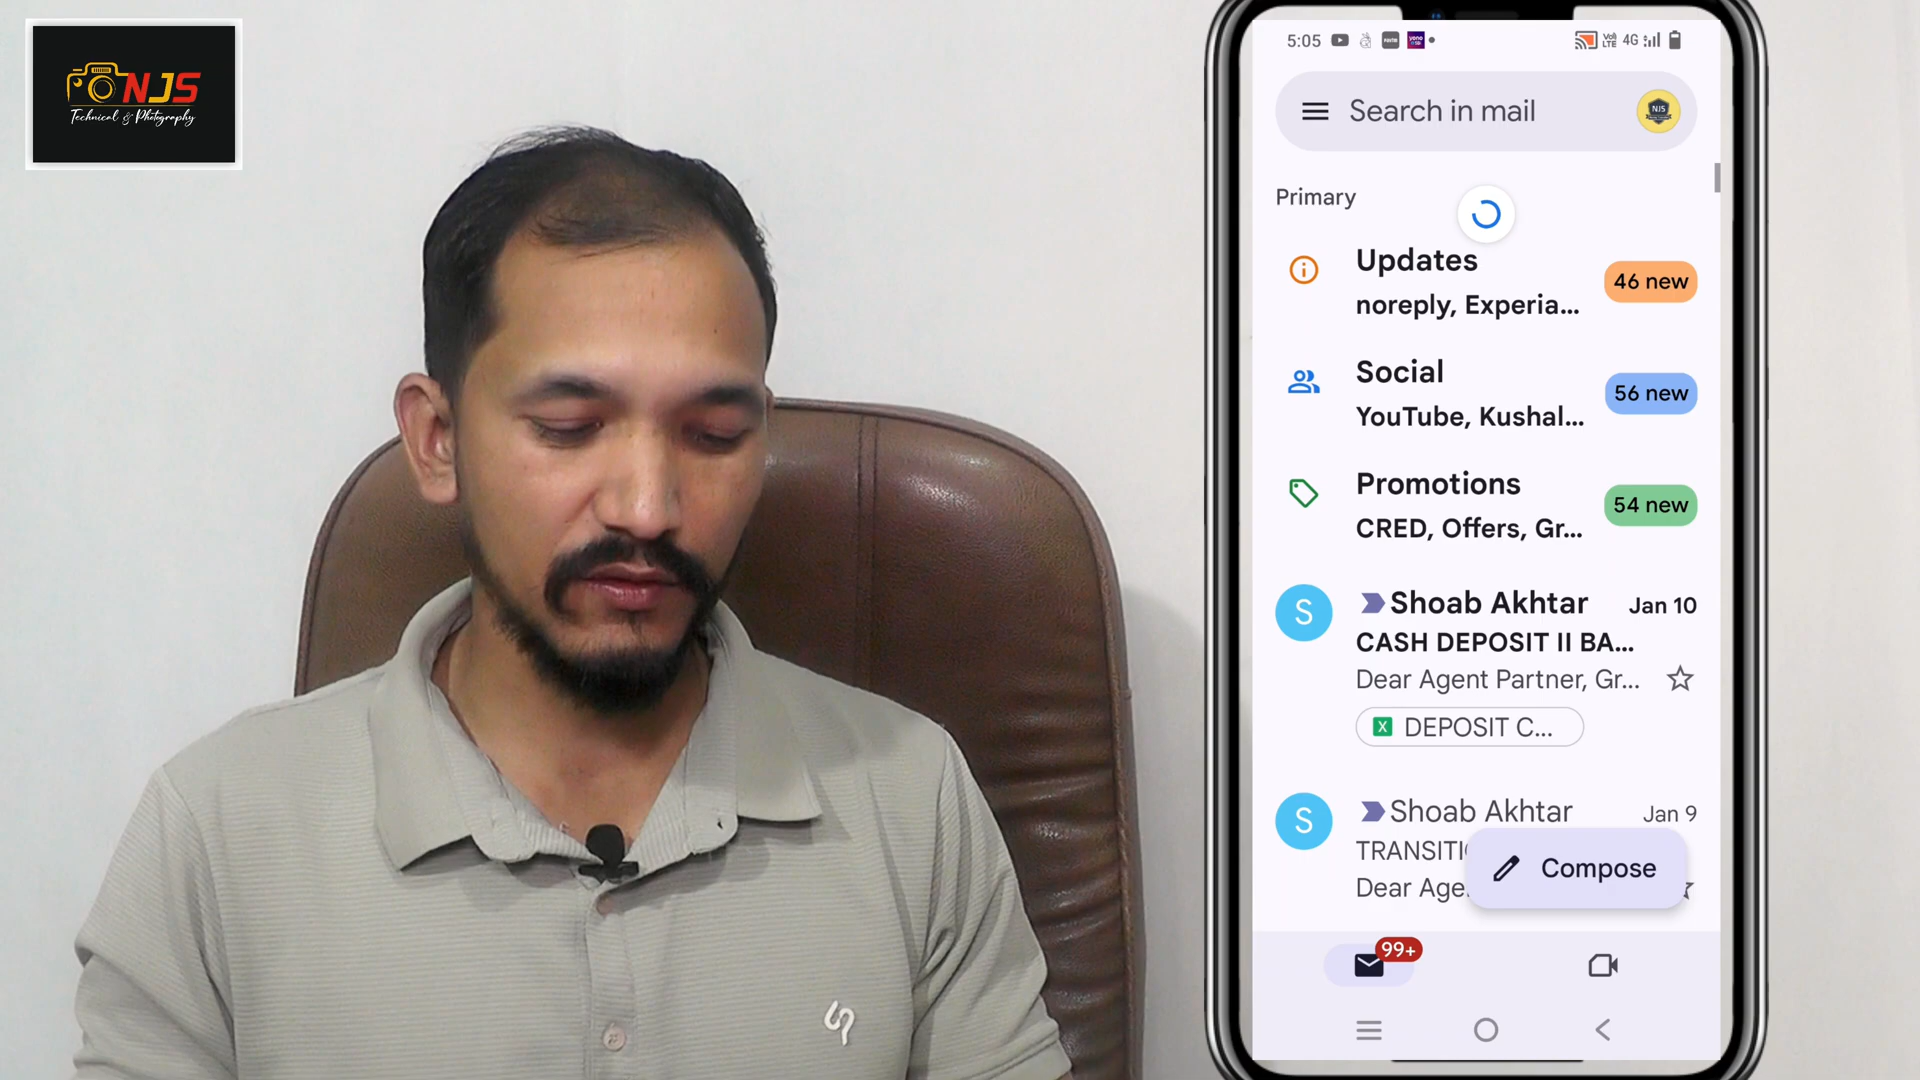 NJS
Technical & Photography
5:05
4G
Search in mail
NJS
Primary
Updates
46 new
noreply, Experia...
Social
56 new
YouTube, Kushal...
Promotions
54 new
CRED, Offers, Gr...
S
Shoab Akhtar
Jan 10
CASH DEPOSIT II BA...
Dear Agent Partner, Gr...
X DEPOSIT C...
S
Shoab Akhtar
Jan 9
TRANSITI
Dear Age
Compose
99+